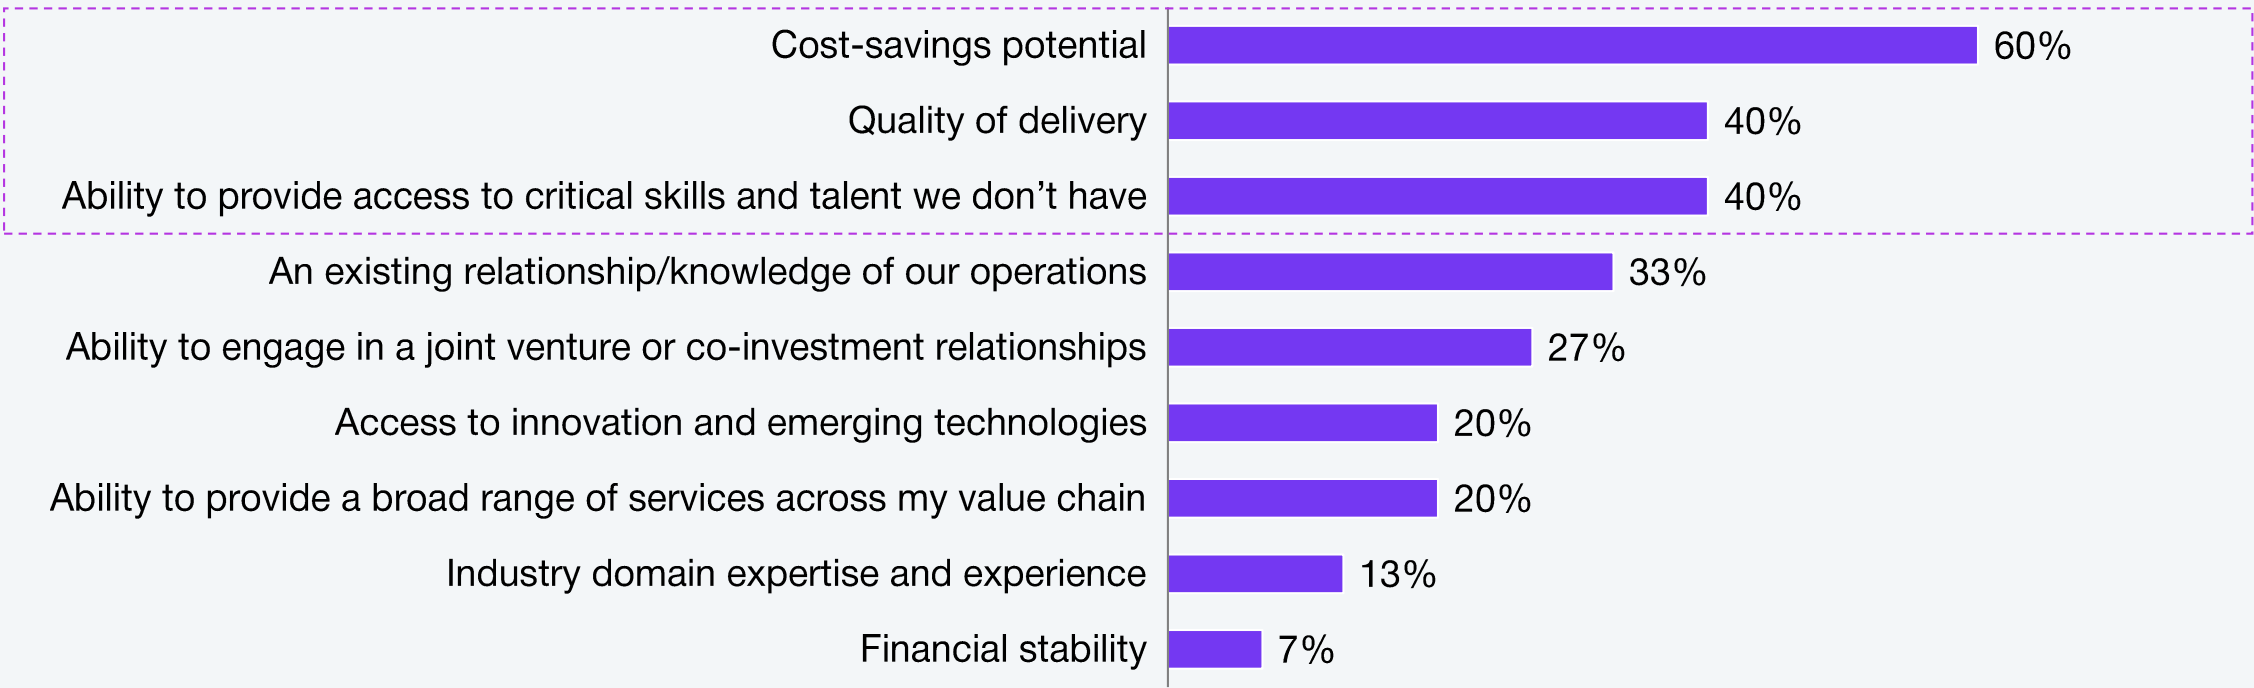 Cost-savings potential 60%
Quality of delivery 40%
Ability to provide access to critical skills and talent we don’t have 40%
An existing relationship/knowledge of our operations 33%
Ability to engage in a joint venture or co-investment relationships 27%
Access to innovation and emerging technologies 20%
Ability to provide a broad range of services across my value chain 20%
Industry domain expertise and experience 13%
Financial stability 7%